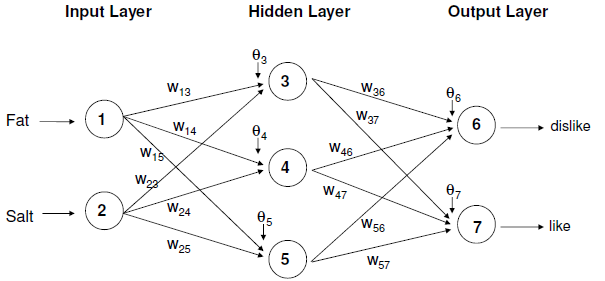 Input Layer Hidden Layer Output Layer
θ3
3
W13
W36
θ6
Fat
1
W14
W37
6
dislike
θ4
W15
W46
4
W23
θ7
W47
Salt
2
W24
θ5
W56
7
like
W25
5
W57